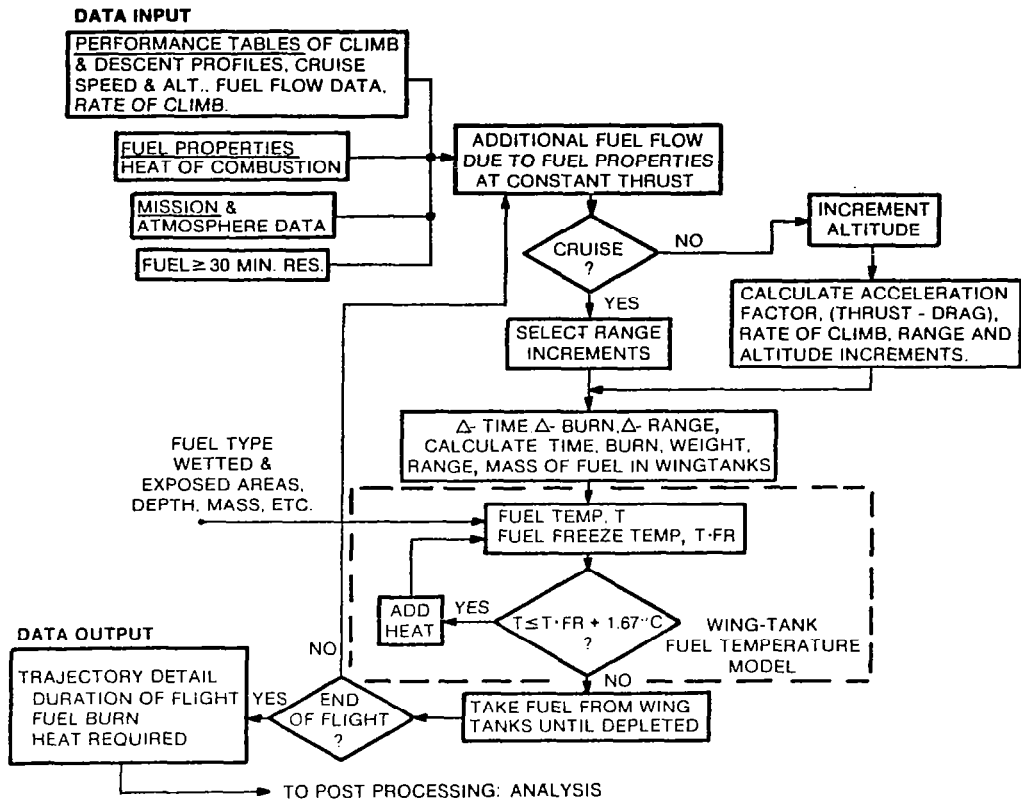 DATA INPUT
PERFORMANCE TABLES OF CLIMB
& DESCENT PROFILES, CRUISE
SPEED & ALT., FUEL FLOW DATA,
RATE OF CLIMB.
FUEL PROPERTIES
HEAT OF COMBUSTION
MISSION &
ATMOSPHERE DATA
FUEL ≥ 30 MIN. RES.
ADDITIONAL FUEL FLOW
DUE TO FUEL PROPERTIES
AT CONSTANT THRUST
CRUISE
?
NO
INCREMENT
ALTITUDE
YES
CALCULATE ACCELERATION
FACTOR, (THRUST - DRAG),
RATE OF CLIMB, RANGE AND
ALTITUDE INCREMENTS.
SELECT RANGE
INCREMENTS
Δ- TIME, Δ- BURN, Δ- RANGE,
CALCULATE TIME, BURN, WEIGHT,
RANGE, MASS OF FUEL IN WINGTANKS
FUEL TYPE
WETTED &
EXPOSED AREAS,
DEPTH, MASS, ETC.
FUEL TEMP, T
FUEL FREEZE TEMP, T·FR
ADD
HEAT
YES
T ≤ T·FR + 1.67°C
?
WING-TANK
FUEL TEMPERATURE
MODEL
NO
TAKE FUEL FROM WING
TANKS UNTIL DEPLETED
END
OF FLIGHT
?
NO
YES
DATA OUTPUT
TRAJECTORY DETAIL
DURATION OF FLIGHT
FUEL BURN
HEAT REQUIRED
TO POST PROCESSING: ANALYSIS